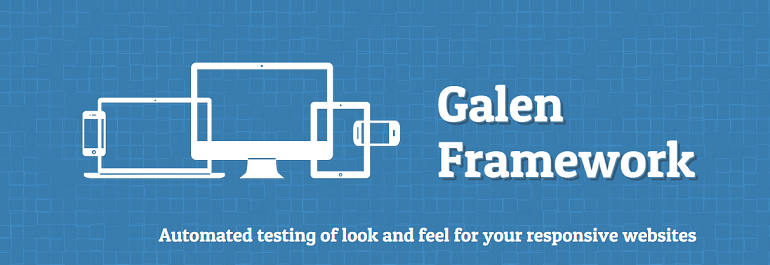 Galen
Framework
Automated testing of look and feel for your responsive websites